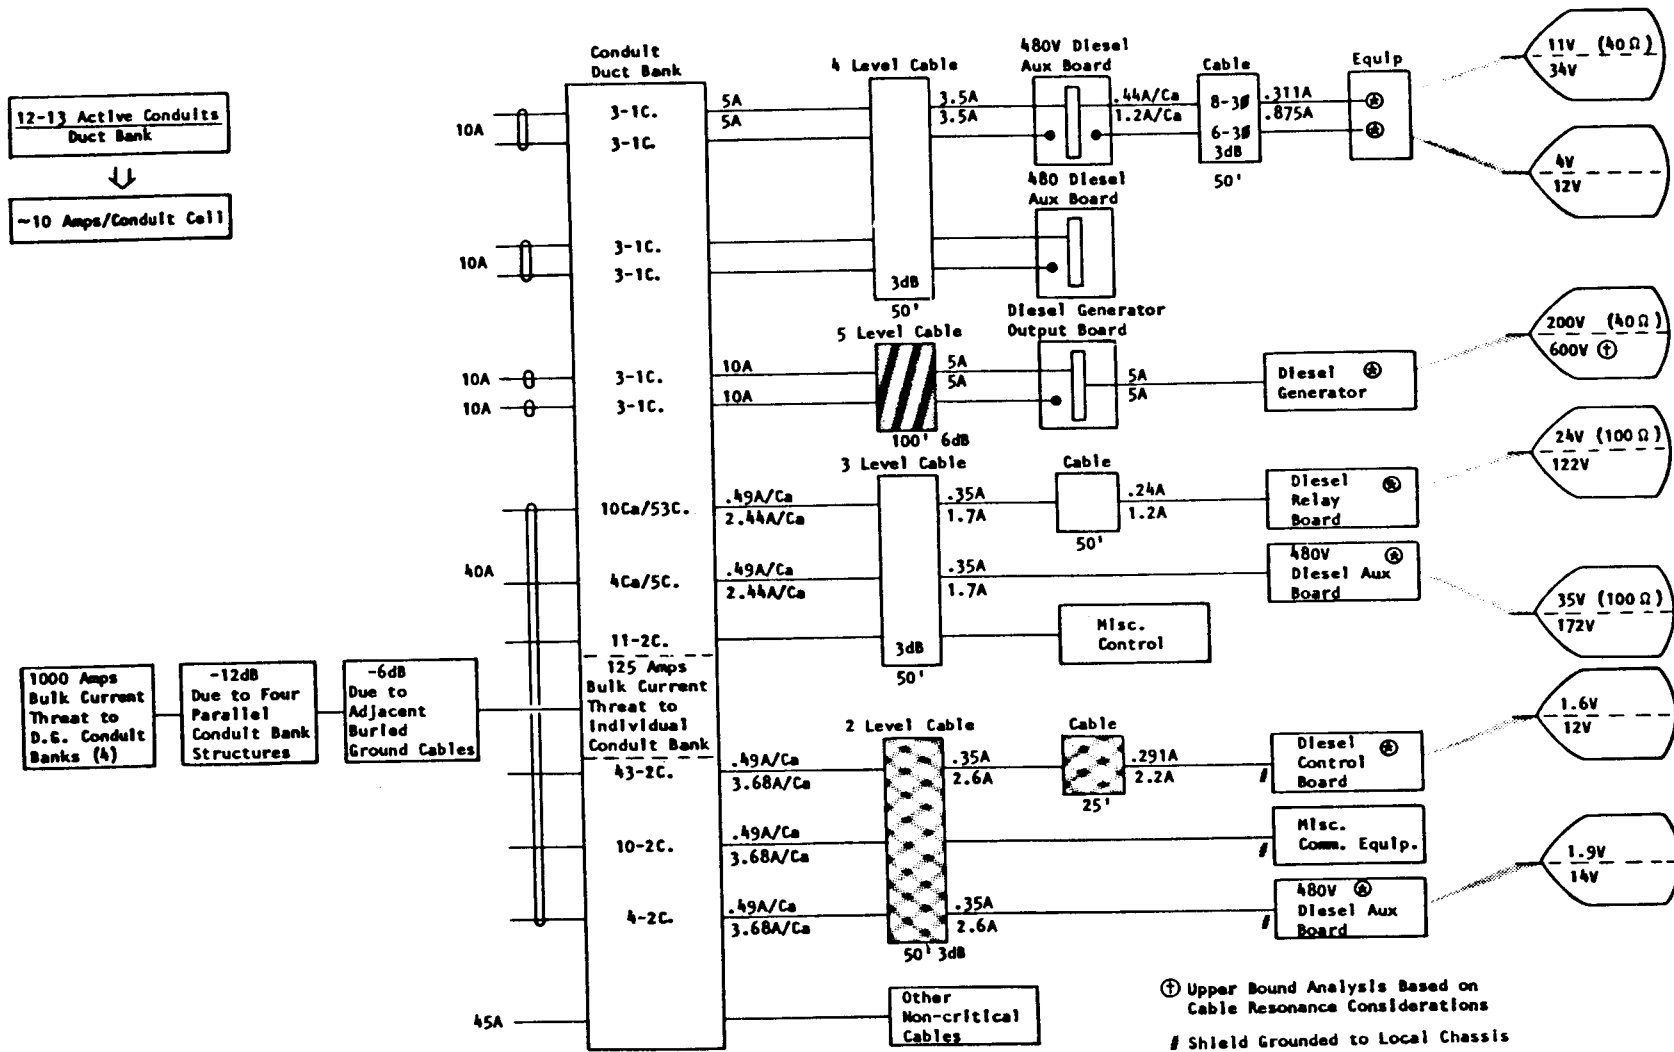 12-13 Active Conduits
Duct Bank
~10 Amps/Conduit Cell
1000 Amps
Bulk Current
Threat to
D.G. Conduit
Banks (4)
-12dB
Due to Four
Parallel
Conduit Bank
Structures
-6dB
Due to
Adjacent
Buried
Ground Cables
10A
10A
10A
10A
40A
45A
Conduit
Duct Bank
3-1C.
3-1C.
3-1C.
3-1C.
3-1C.
3-1C.
10Ca/53C.
4Ca/5C.
11-2C.
125 Amps
Bulk Current
Threat to
Individual
Conduit Bank
43-2C.
10-2C.
4-2C.
5A
5A
4 Level Cable
3dB
50'
3.5A
3.5A
480V Diesel
Aux Board
.44A/Ca
1.2A/Ca
Cable
8-3ø
6-3ø
3dB
50'
.311A
.875A
Equip
11V (40Ω)
34V
4V
12V
480 Diesel
Aux Board
10A
10A
5 Level Cable
100' 6dB
5A
5A
Diesel Generator
Output Board
5A
5A
Diesel
Generator
200V (40Ω)
600V †
.49A/Ca
2.44A/Ca
.49A/Ca
2.44A/Ca
3 Level Cable
3dB
50'
.35A
1.7A
Cable
50'
.24A
1.2A
Diesel
Relay
Board
24V (100Ω)
122V
.35A
1.7A
480V
Diesel Aux
Board
35V (100Ω)
172V
Misc.
Control
.49A/Ca
3.68A/Ca
.49A/Ca
3.68A/Ca
.49A/Ca
3.68A/Ca
2 Level Cable
50' 3dB
.35A
2.6A
Cable
25'
.291A
2.2A
Diesel
Control
Board
1.6V
12V
Misc.
Comm. Equip.
.35A
2.6A
480V
Diesel Aux
Board
1.9V
14V
Other
Non-critical
Cables
† Upper Bound Analysis Based on
Cable Resonance Considerations
// Shield Grounded to Local Chassis